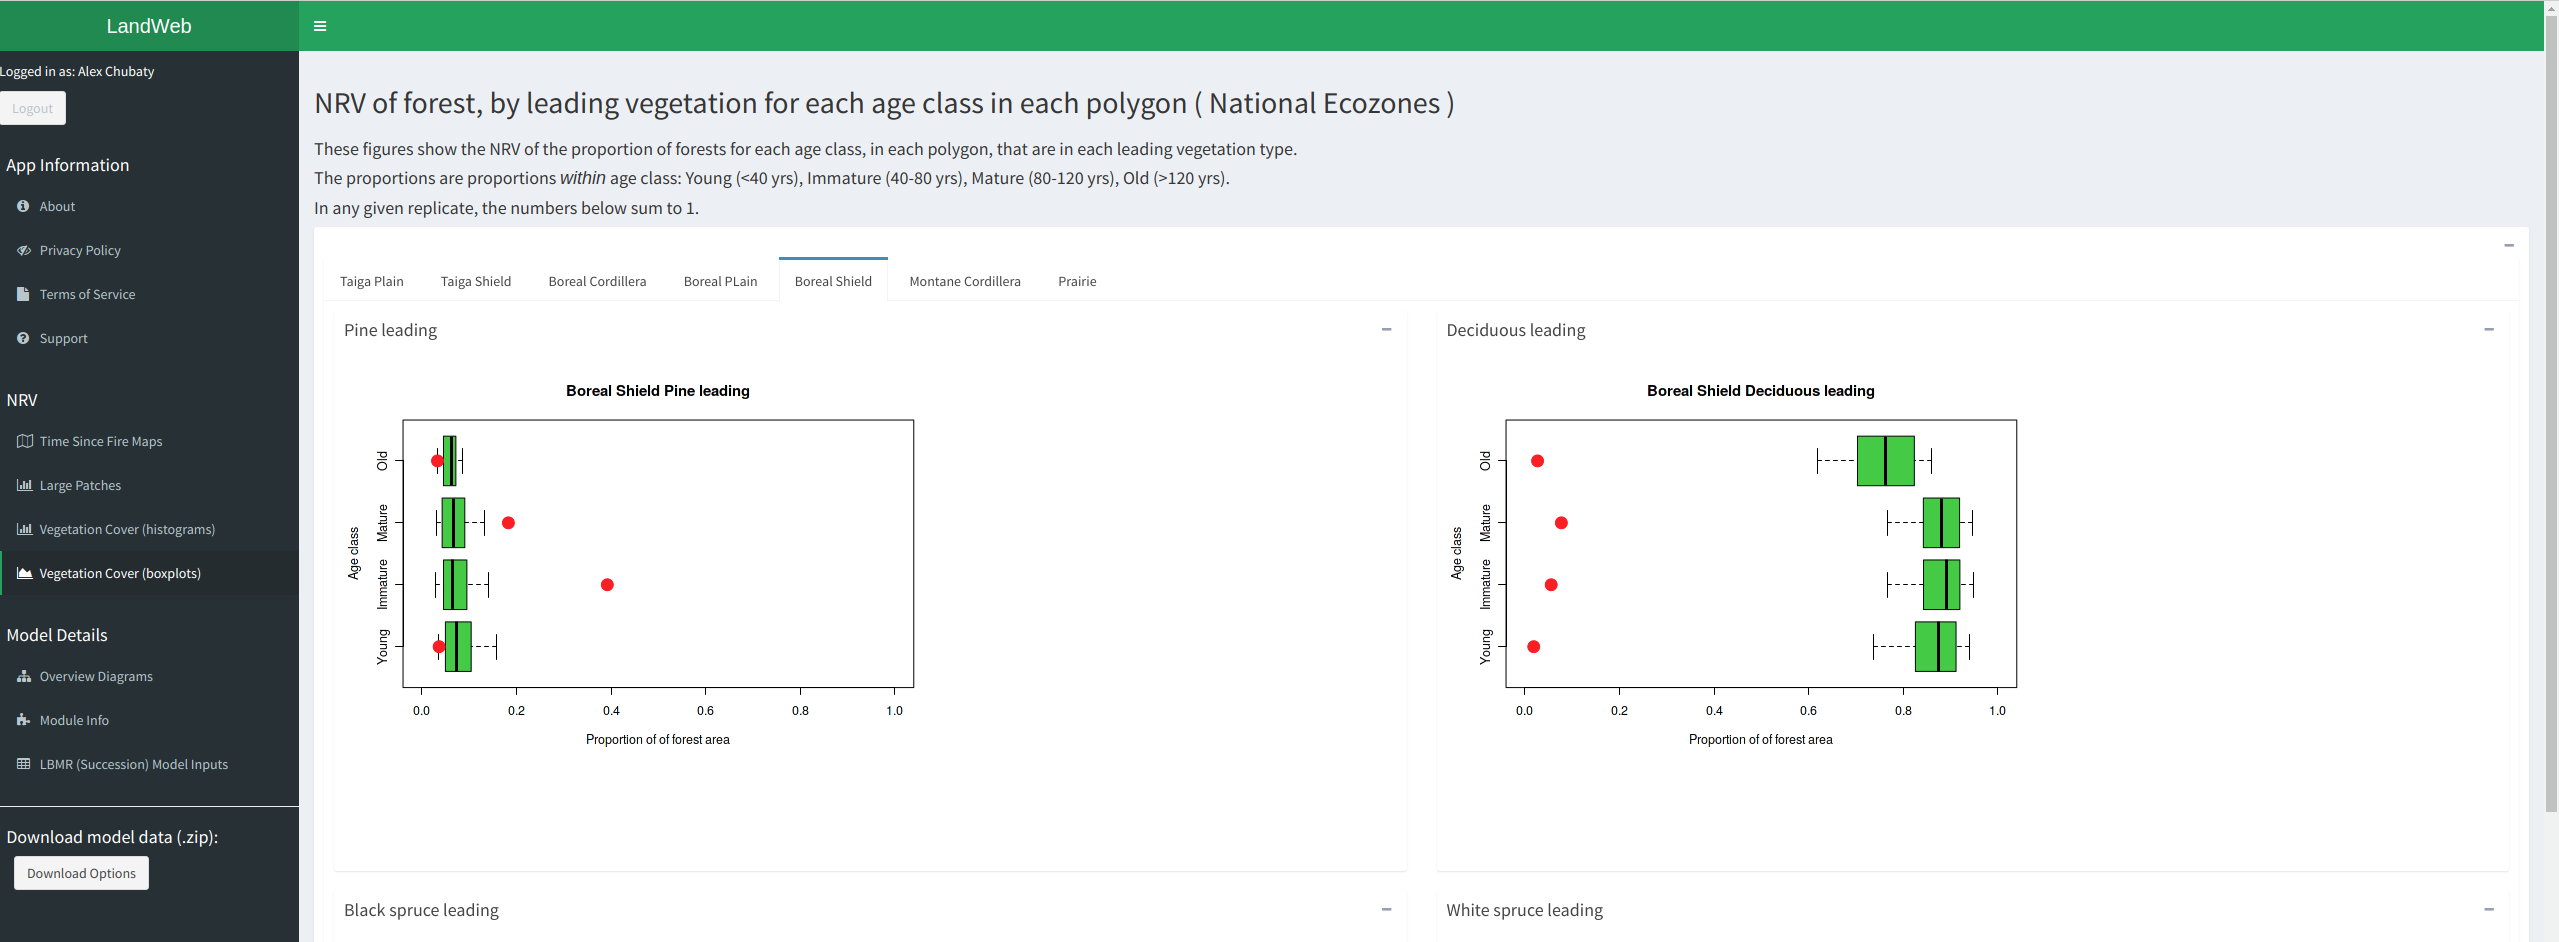 LandWeb
Logged in as: Alex Chubaty
Logout
App Information
About
Privacy Policy
Terms of Service
Support
NRV
Time Since Fire Maps
Large Patches
Vegetation Cover (histograms)
Vegetation Cover (boxplots)
Model Details
Overview Diagrams
Module Info
LBMR (Succession) Model Inputs
Download model data (.zip):
Download Options
NRV of forest, by leading vegetation for each age class in each polygon ( National Ecozones )
These figures show the NRV of the proportion of forests for each age class, in each polygon, that are in each leading vegetation type.
The proportions are proportions within age class: Young (<40 yrs), Immature (40-80 yrs), Mature (80-120 yrs), Old (>120 yrs).
In any given replicate, the numbers below sum to 1.
Taiga Plain Taiga Shield Boreal Cordillera Boreal PLain Boreal Shield Montane Cordillera Prairie
Pine leading
Boreal Shield Pine leading
Age class
Old
Mature
Immature
Young
0.0 0.2 0.4 0.6 0.8 1.0
Proportion of of forest area
Deciduous leading
Boreal Shield Deciduous leading
Age class
Old
Mature
Immature
Young
0.0 0.2 0.4 0.6 0.8 1.0
Proportion of of forest area
Black spruce leading
White spruce leading